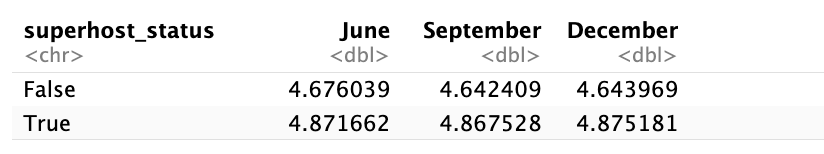 superhost_status June September December
<chr> <dbl> <dbl> <dbl>
False 4.676039 4.642409 4.643969
True 4.871662 4.867528 4.875181